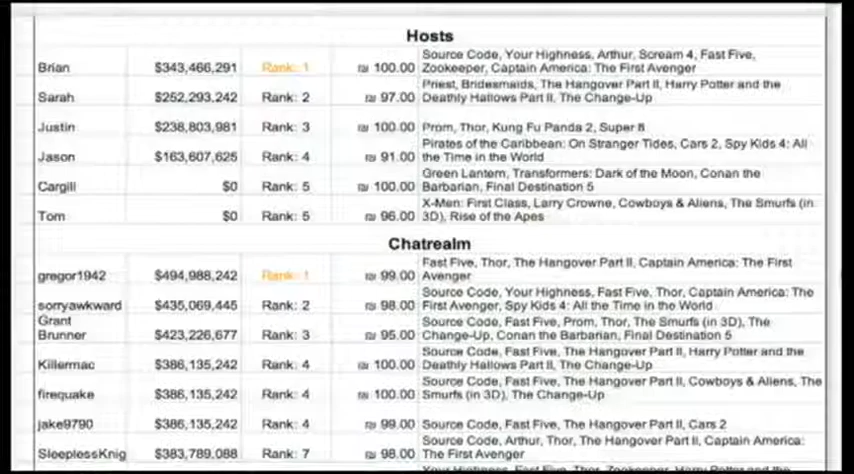 Hosts
Brian $343,466,291 Rank: 1 ₪ 100.00 Source Code, Your Highness, Arthur, Scream 4, Fast Five,
Zookeeper, Captain America: The First Avenger
Sarah $252,293,242 Rank: 2 ₪ 97.00 Priest, Bridesmaids, The Hangover Part II, Harry Potter and the
Deathly Hallows Part II, The Change-Up
Justin $238,803,981 Rank: 3 ₪ 100.00 Prom, Thor, Kung Fu Panda 2, Super 8
Jason $163,607,625 Rank: 4 ₪ 91.00 Pirates of the Caribbean: On Stranger Tides, Cars 2, Spy Kids 4: All
the Time in the World
Cargill $0 Rank: 5 ₪ 100.00 Green Lantern, Transformers: Dark of the Moon, Conan the
Barbarian, Final Destination 5
Tom $0 Rank: 5 ₪ 96.00 X-Men: First Class, Larry Crowne, Cowboys & Aliens, The Smurfs (in
3D), Rise of the Apes
Chatrealm
gregor1942 $494,988,242 Rank: 1 ₪ 99.00 Fast Five, Thor, The Hangover Part II, Captain America: The First
Avenger
sorryawkward $435,069,445 Rank: 2 ₪ 98.00 Source Code, Your Highness, Fast Five, Thor, Captain America: The
First Avenger, Spy Kids 4: All the Time in the World
Grant
Brunner $423,226,677 Rank: 3 ₪ 95.00 Source Code, Fast Five, Prom, Thor, The Smurfs (in 3D), The
Change-Up, Conan the Barbarian, Final Destination 5
Killermac $386,135,242 Rank: 4 ₪ 100.00 Source Code, Fast Five, The Hangover Part II, Harry Potter and the
Deathly Hallows Part II, The Change-Up
firequake $386,135,242 Rank: 4 ₪ 100.00 Source Code, Fast Five, The Hangover Part II, Cowboys & Aliens, The
Smurfs (in 3D), The Change-Up
jake9790 $386,135,242 Rank: 4 ₪ 99.00 Source Code, Fast Five, The Hangover Part II, Cars 2
SleeplessKnig $383,789,088 Rank: 7 ₪ 98.00 Source Code, Arthur, Thor, The Hangover Part II, Captain America:
The First Avenger
Your Highness, Fast Five, Thor, Zookeeper, Harry Potter and the